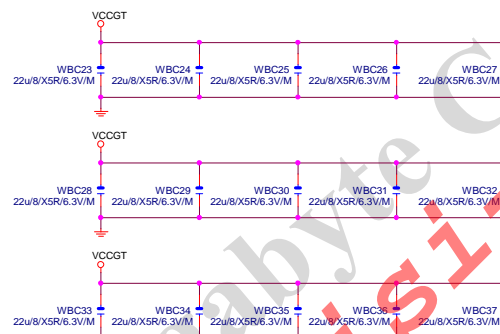 VCCGT
WBC23 WBC24 WBC25 WBC26 WBC27
22u/8/X5R/6.3V/M 22u/8/X5R/6.3V/M 22u/8/X5R/6.3V/M 22u/8/X5R/6.3V/M 22u/8/X5R/6.3V/M
VCCGT
WBC28 WBC29 WBC30 WBC31 WBC32
22u/8/X5R/6.3V/M 22u/8/X5R/6.3V/M 22u/8/X5R/6.3V/M 22u/8/X5R/6.3V/M 22u/8/X5R/6.3V/M
VCCGT
WBC33 WBC34 WBC35 WBC36 WBC37
22u/8/X5R/6.3V/M 22u/8/X5R/6.3V/M 22u/8/X5R/6.3V/M 22u/8/X5R/6.3V/M 22u/8/X5R/6.3V/M